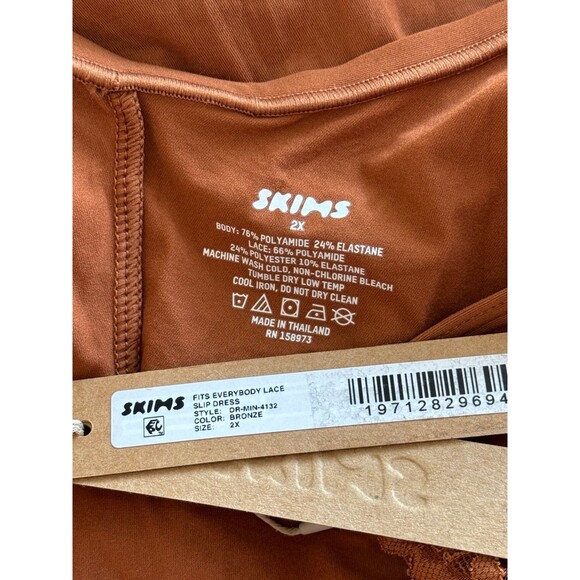 SKIMS
2X
BODY: 76% POLYAMIDE 24% ELASTANE
LACE: 66% POLYAMIDE
24% POLYESTER 10% ELASTANE
MACHINE WASH COLD, NON-CHLORINE BLEACH
TUMBLE DRY LOW TEMP
COOL IRON, DO NOT DRY CLEAN
MADE IN THAILAND
RN 158973
SKIMS
FITS EVERYBODY LACE
SLIP DRESS
STYLE: DR-MIN-4132
COLOR: BRONZE
SIZE: 2X
19712829694
SKIMS